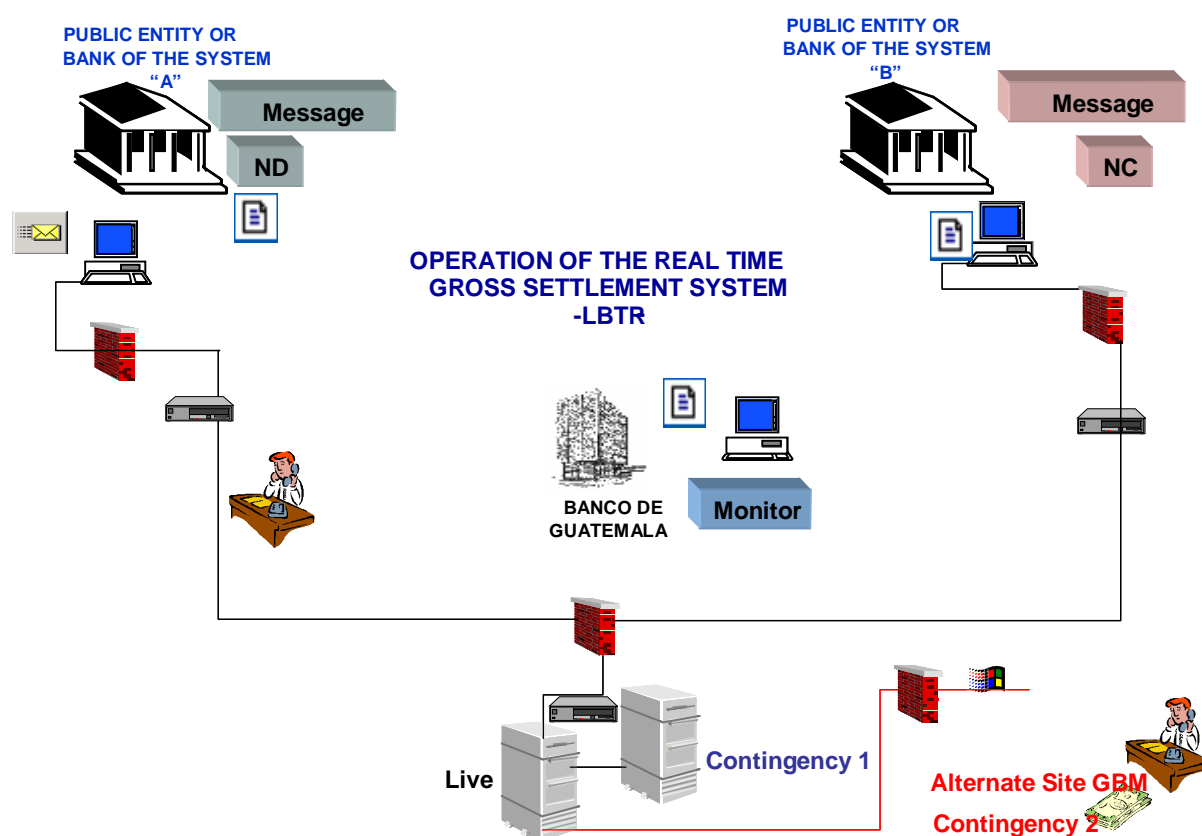 PUBLIC ENTITY OR
BANK OF THE SYSTEM
“A”
Message
ND
PUBLIC ENTITY OR
BANK OF THE SYSTEM
“B”
Message
NC
OPERATION OF THE REAL TIME
GROSS SETTLEMENT SYSTEM
-LBTR
BANCO DE
GUATEMALA
Monitor
Live
Contingency 1
Alternate Site GBM
Contingency 2